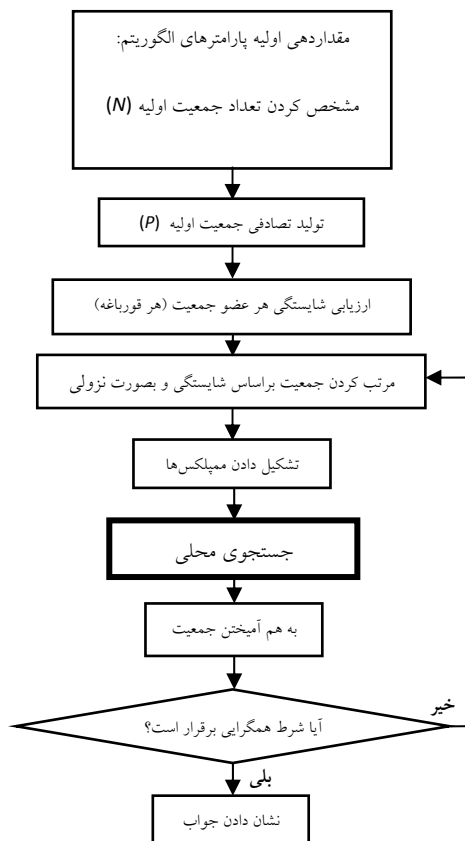 مقداردهی اولیه پارامترهای الگوریتم:
مشخص کردن تعداد جمعیت اولیه (N)
تولید تصادفی جمعیت اولیه (P)
ارزیابی شایستگی هر عضو جمعیت (هر قورباغه)
مرتب کردن جمعیت براساس شایستگی و بصورت نزولی
تشکیل دادن ممپلکس‌ها
جستجوی محلی
به هم آمیختن جمعیت
آیا شرط همگرایی برقرار است؟
خیر
بلی
نشان دادن جواب